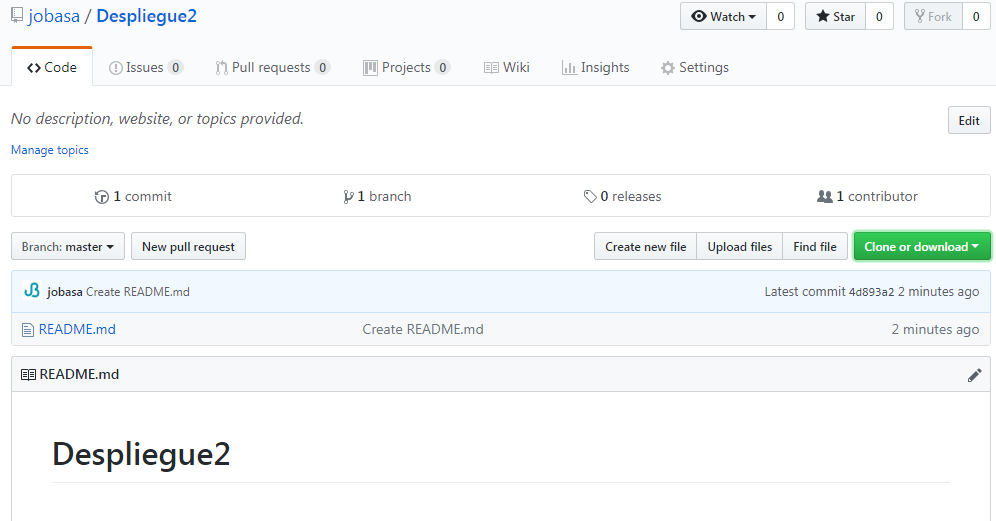 jobasa / Despliegue2 Watch 0 Star 0 Fork 0
Code Issues 0 Pull requests 0 Projects 0 Wiki Insights Settings
No description, website, or topics provided. Edit
Manage topics
1 commit 1 branch 0 releases 1 contributor
Branch: master New pull request Create new file Upload files Find file Clone or download
jobasa Create README.md Latest commit 4d893a2 2 minutes ago
README.md Create README.md 2 minutes ago
README.md
Despliegue2